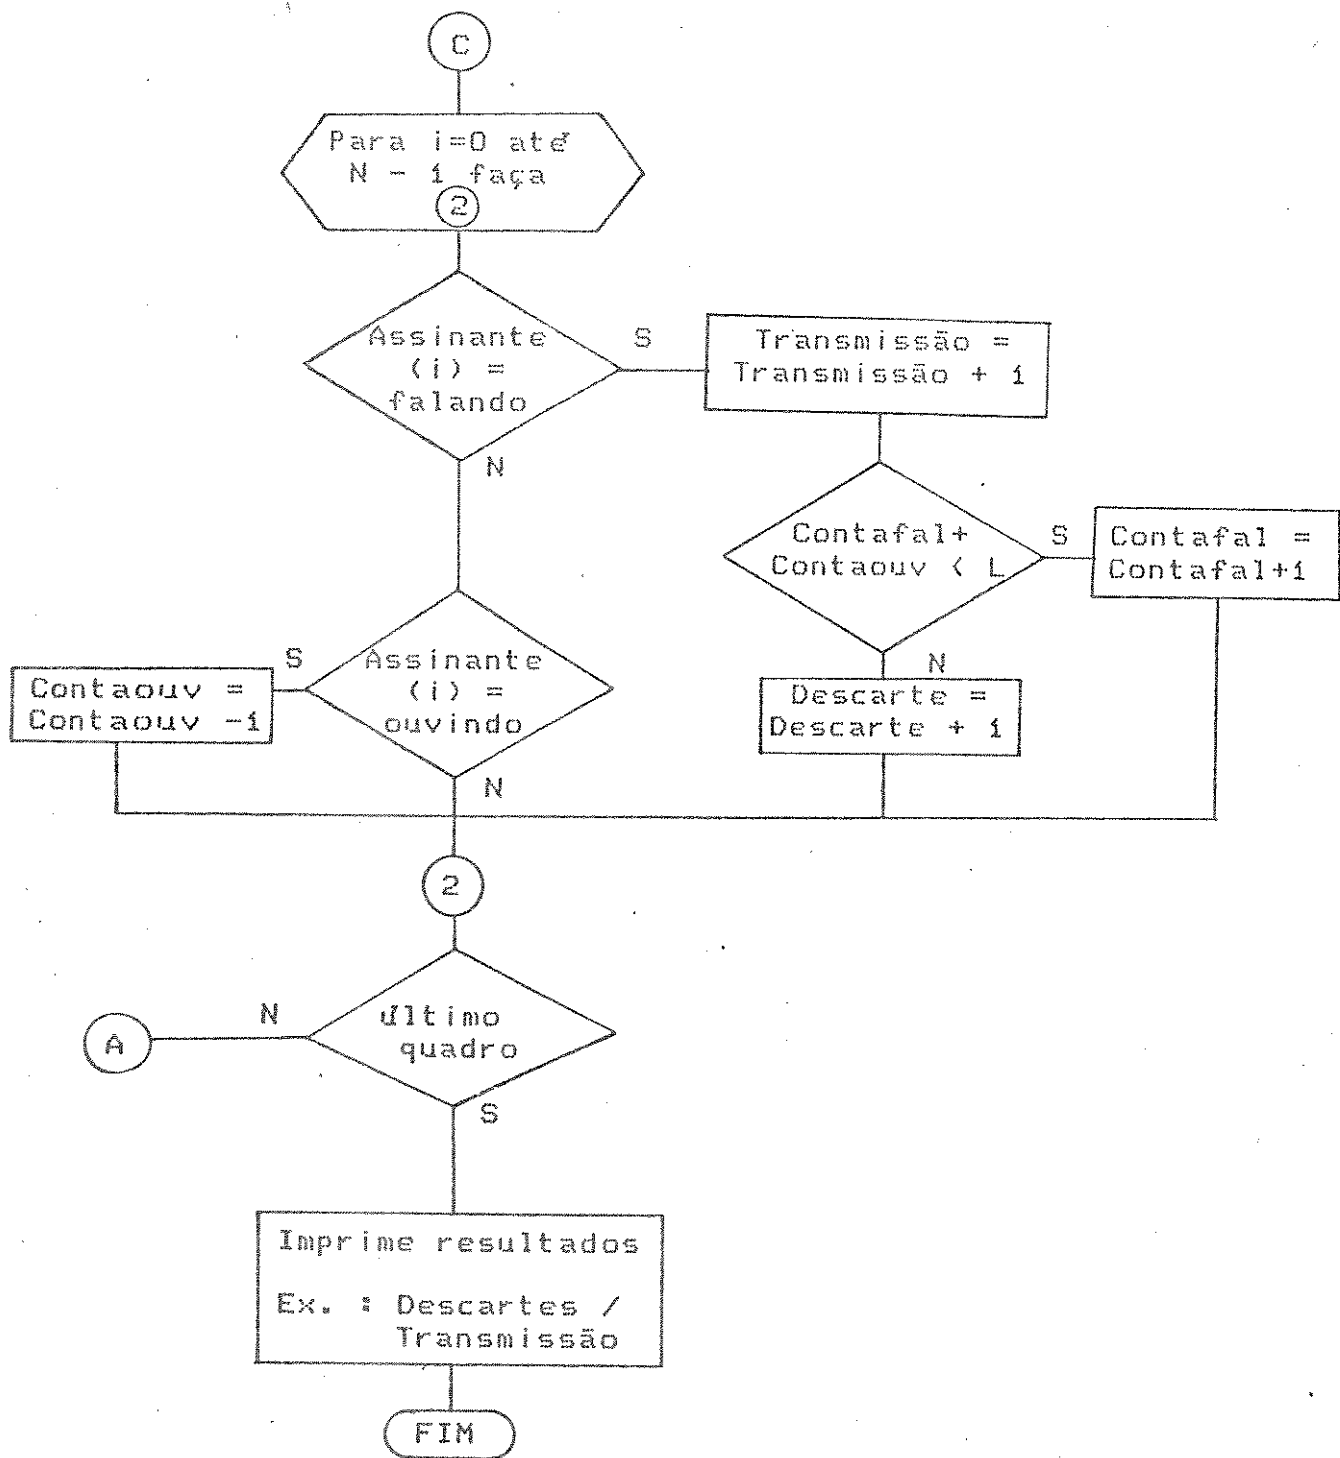 C
Para i=0 até
N - 1 faça
2
Assinante
(i) =
falando
S
N
Transmissão =
Transmissão + 1
Contafal+
Contaouv < L
S
N
Contafal =
Contafal+1
Descarte =
Descarte + 1
Assinante
(i) =
ouvindo
S
N
Contaouv =
Contaouv -1
2
último
quadro
N
A
S
Imprime resultados
Ex. : Descartes /
Transmissão
FIM